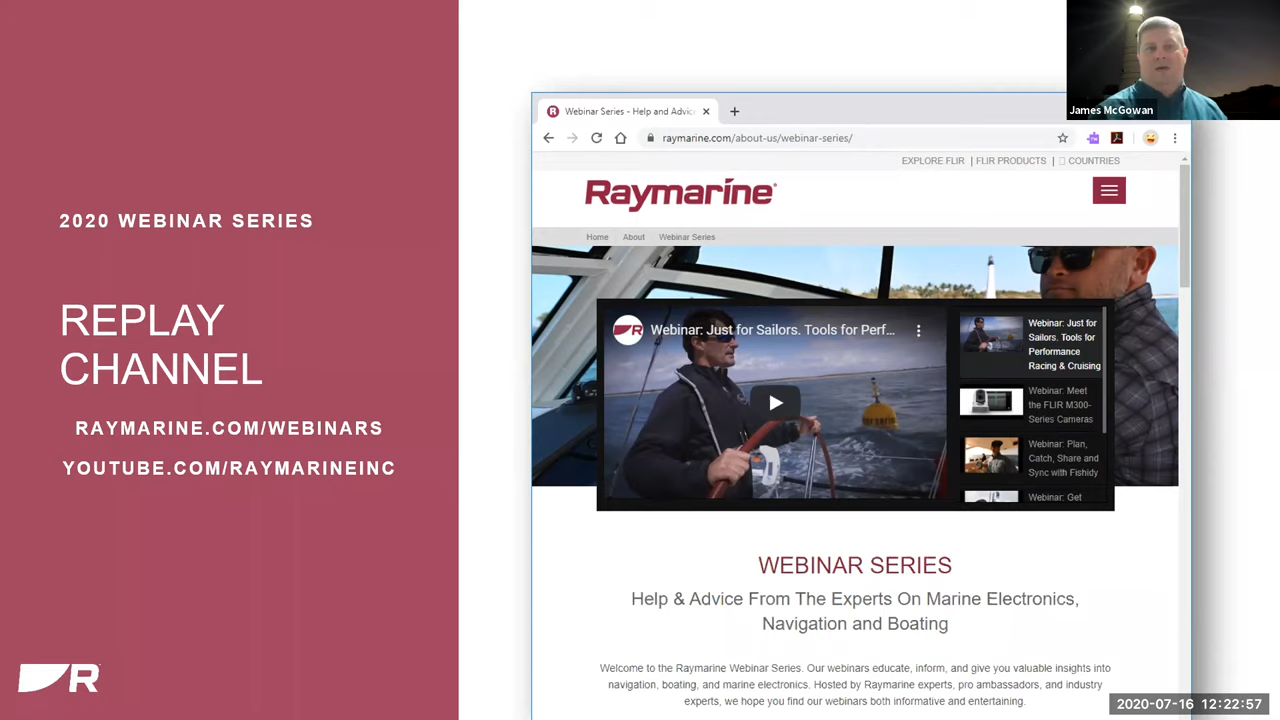 2020 WEBINAR SERIES
REPLAY
CHANNEL
RAYMARINE.COM/WEBINARS
YOUTUBE.COM/RAYMARINEINC
R
James McGowan
Webinar Series - Help and Advice
raymarine.com/about-us/webinar-series/
EXPLORE FLIR | FLIR PRODUCTS | COUNTRIES
Raymarine
Home About Webinar Series
Webinar: Just for Sailors. Tools for Perf...
Webinar: Just for
Sailors. Tools for
Performance
Racing & Cruising
Webinar: Meet
the FLIR M300-
Series Cameras
Webinar: Plan,
Catch, Share and
Sync with Fishidy
Webinar: Get
WEBINAR SERIES
Help & Advice From The Experts On Marine Electronics,
Navigation and Boating
Welcome to the Raymarine Webinar Series. Our webinars educate, inform, and give you valuable insights into
navigation, boating, and marine electronics. Hosted by Raymarine experts, pro ambassadors, and industry
experts, we hope you find our webinars both informative and entertaining.
2020-07-16 12:22:57